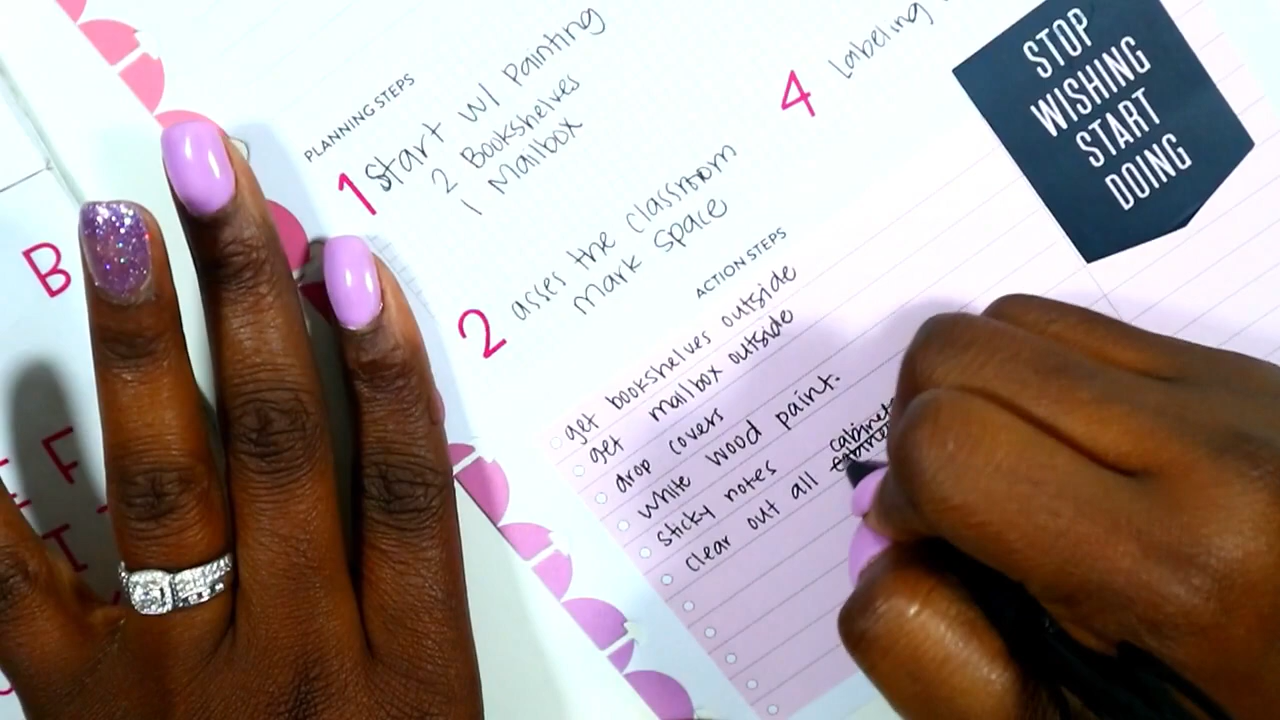 PLANNING STEPS
1 Start w/ Painting
2 Bookshelves
1 Mailbox
2 asses the classroom
mark space
4 Labeling
STOP
WISHING
START
DOING
ACTION STEPS
get bookshelves outside
get mailbox outside
drop covers
white wood paint.
sticky notes
clear out all
cabinets
B
F
I